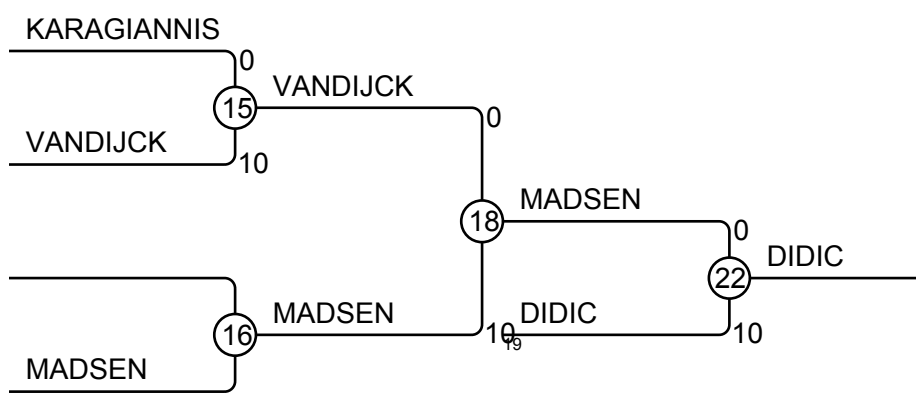 KARAGIANNIS
0
15
VANDIJCK
VANDIJCK
10
0
18
MADSEN
0
22
DIDIC
16
MADSEN
10
19
DIDIC
10
MADSEN